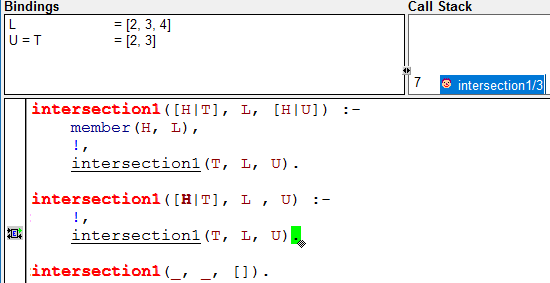 Bindings
Call Stack
L = [2, 3, 4]
U = T = [2, 3]
7 intersection1/3
intersection1([H|T], L, [H|U]) :-
member(H, L),
!,
intersection1(T, L, U).
intersection1([H|T], L , U) :-
!,
intersection1(T, L, U).
intersection1(_, _, []).